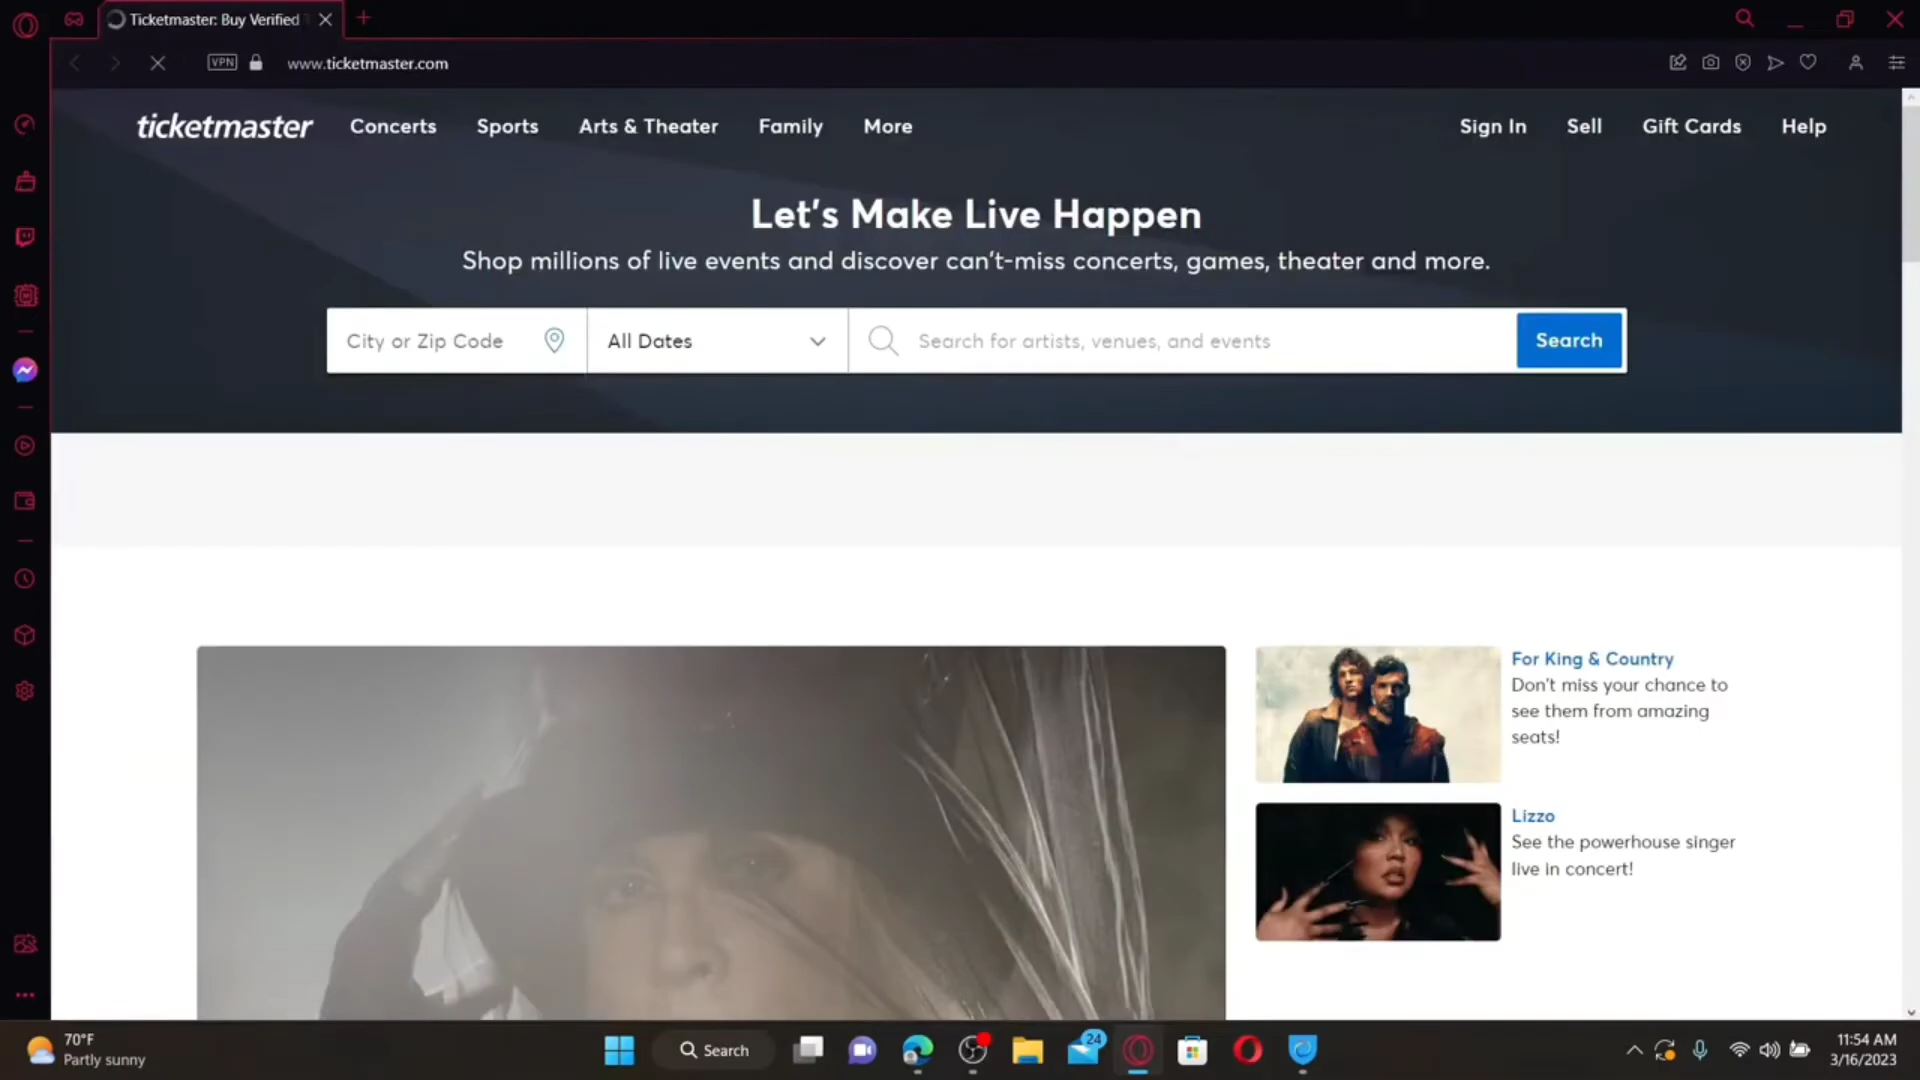 Ticketmaster: Buy Verified
VPN
www.ticketmaster.com
ticketmaster
Concerts
Sports
Arts & Theater
Family
More
Sign In
Sell
Gift Cards
Help
Let's Make Live Happen
Shop millions of live events and discover can't-miss concerts, games, theater and more.
City or Zip Code
All Dates
Search for artists, venues, and events
Search
For King & Country
Don't miss your chance to
see them from amazing
seats!
Lizzo
See the powerhouse singer
live in concert!
70°F
Partly sunny
Search
24
11:54 AM
3/16/2023